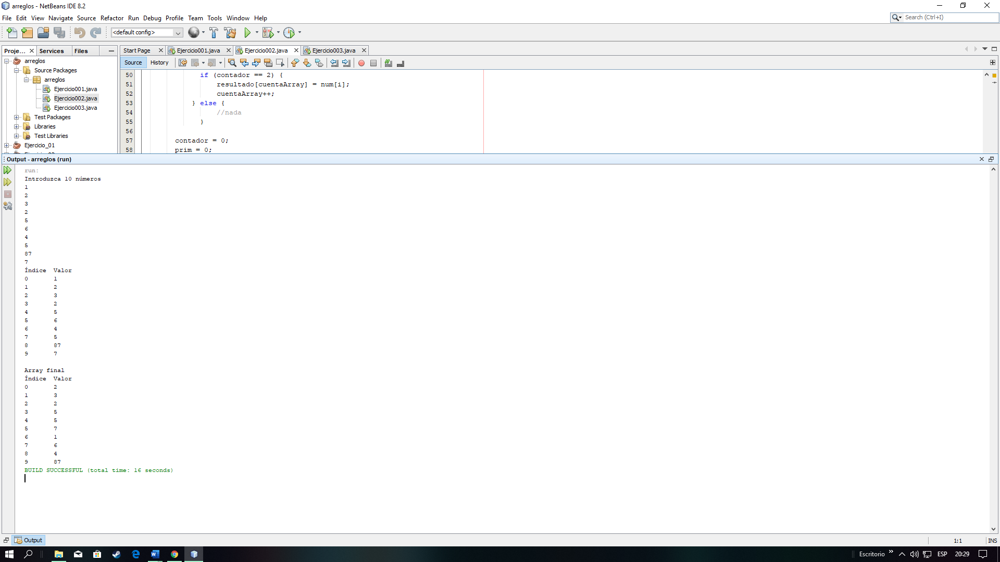 arreglos - NetBeans IDE 8.2
File Edit View Navigate Source Refactor Run Debug Profile Team Tools Window Help
Search (Ctrl+I)
<default config>
Proje... Services Files
Start Page Ejercicio001.java Ejercicio002.java Ejercicio003.java
Source History
arreglos
Source Packages
arreglos
Ejercicio001.java
Ejercicio002.java
Ejercicio003.java
Test Packages
Libraries
Test Libraries
Ejercicio_01
50 if (contador == 2) {
51 resultado[cuentaArray] = num[i];
52 cuentaArray++;
53 } else {
54 //nada
55 }
56
57 contador = 0;
58 prim = 0;
Output - arreglos (run)
run:
Introduzca 10 números
1
2
3
2
5
6
4
5
87
7
Índice Valor
0 1
1 2
2 3
3 2
4 5
5 6
6 4
7 5
8 87
9 7
Array final
Índice Valor
0 2
1 3
2 2
3 5
4 5
5 7
6 1
7 6
8 4
9 87
BUILD SUCCESSFUL (total time: 16 seconds)
Output
1:1 INS
Escritorio » ESP 20:29